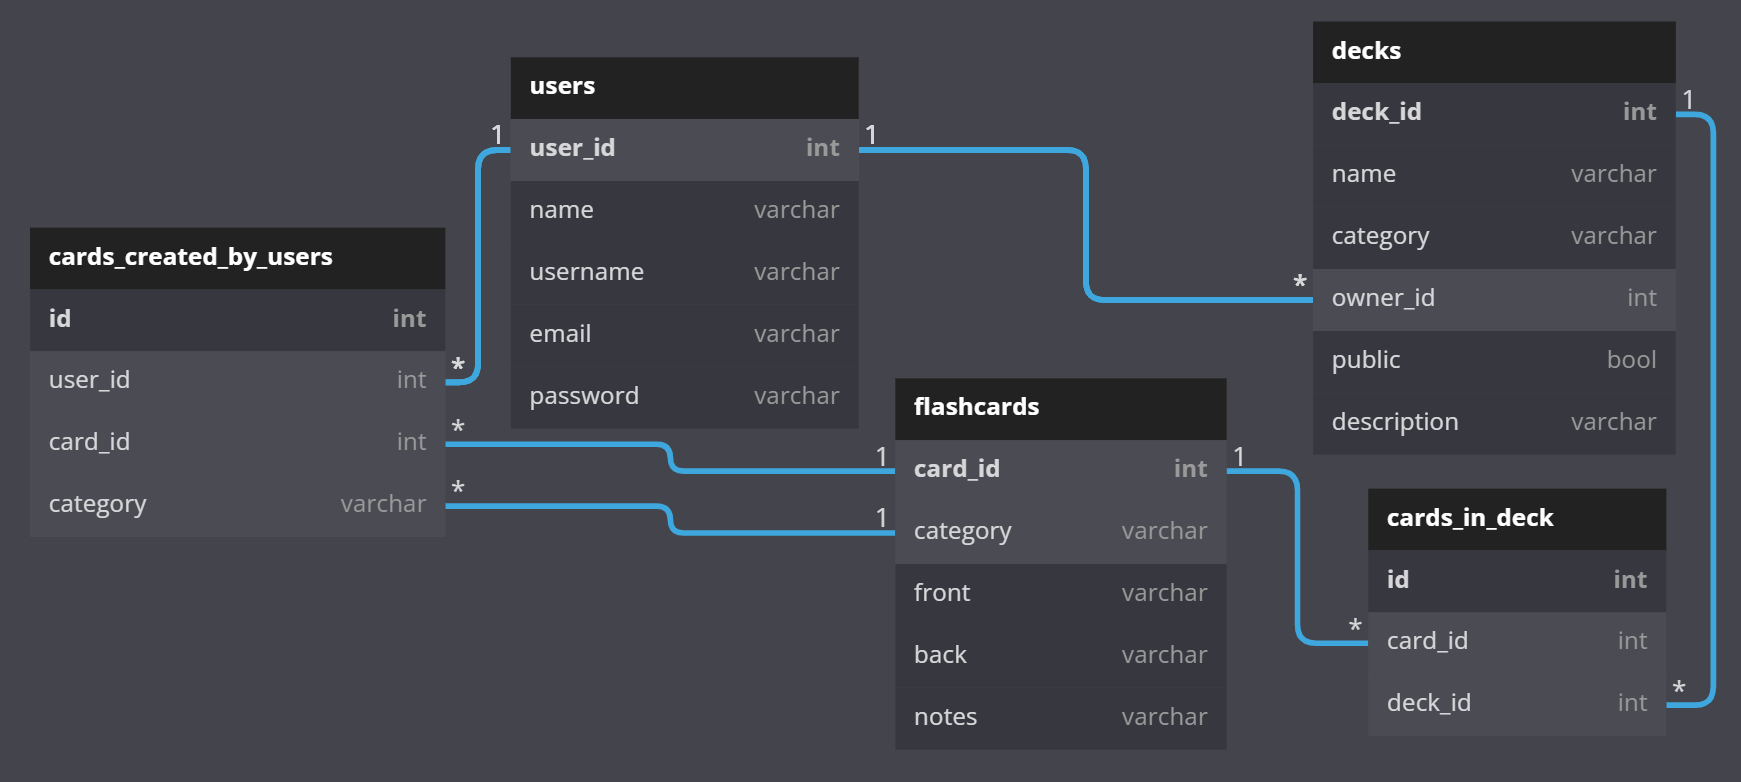 cards_created_by_users
id int
user_id int *
card_id int *
category varchar *
users
1 user_id int 1
name varchar
username varchar
email varchar
password varchar
flashcards
1 card_id int 1
1 category varchar
front varchar
back varchar
notes varchar
decks
deck_id int 1
name varchar
category varchar
* owner_id int
public bool
description varchar
cards_in_deck
id int
* card_id int
deck_id int *